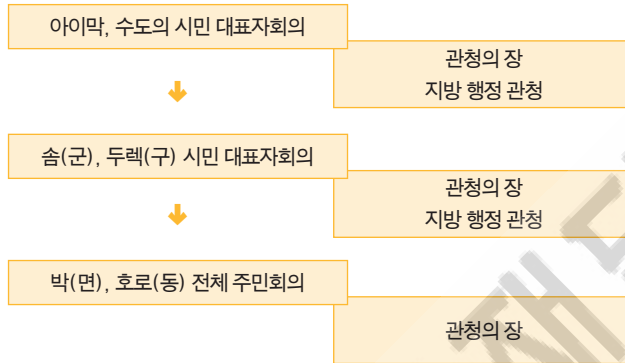 아이막, 수도의 시민 대표자회의
관청의 장
지방 행정 관청
솜(군), 두렉(구) 시민 대표자회의
관청의 장
지방 행정 관청
박(면), 호로(동) 전체 주민회의
관청의 장